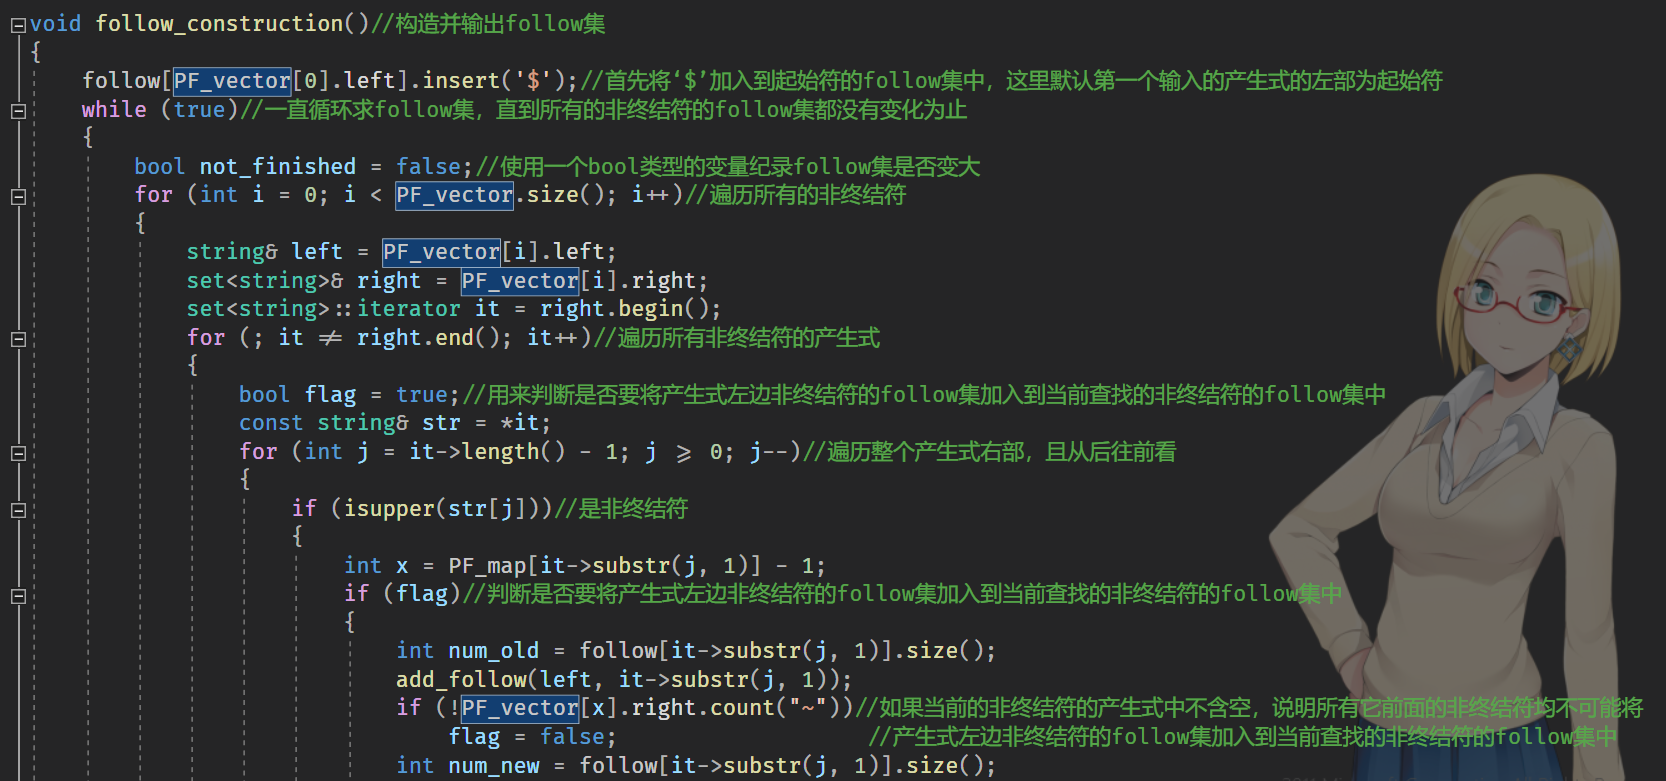 void follow_construction()//构造并输出follow集
{
follow[PF_vector[0].left].insert('$');//首先将‘$’加入到起始符的follow集中，这里默认第一个输入的产生式的左部为起始符
while (true)//一直循环求follow集，直到所有的非终结符的follow集都没有变化为止
{
bool not_finished = false;//使用一个bool类型的变量纪录follow集是否变大
for (int i = 0; i < PF_vector.size(); i++)//遍历所有的非终结符
{
string& left = PF_vector[i].left;
set<string>& right = PF_vector[i].right;
set<string>::iterator it = right.begin();
for (; it != right.end(); it++)//遍历所有非终结符的产生式
{
bool flag = true;//用来判断是否要将产生式左边非终结符的follow集加入到当前查找的非终结符的follow集中
const string& str = *it;
for (int j = it->length() - 1; j >= 0; j--)//遍历整个产生式右部，且从后往前看
{
if (isupper(str[j]))//是非终结符
{
int x = PF_map[it->substr(j, 1)] - 1;
if (flag)//判断是否要将产生式左边非终结符的follow集加入到当前查找的非终结符的follow集中
{
int num_old = follow[it->substr(j, 1)].size();
add_follow(left, it->substr(j, 1));
if (!PF_vector[x].right.count("~"))//如果当前的非终结符的产生式中不含空，说明所有它前面的非终结符均不可能将
flag = false; //产生式左边非终结符的follow集加入到当前查找的非终结符的follow集中
int num_new = follow[it->substr(j, 1)].size();